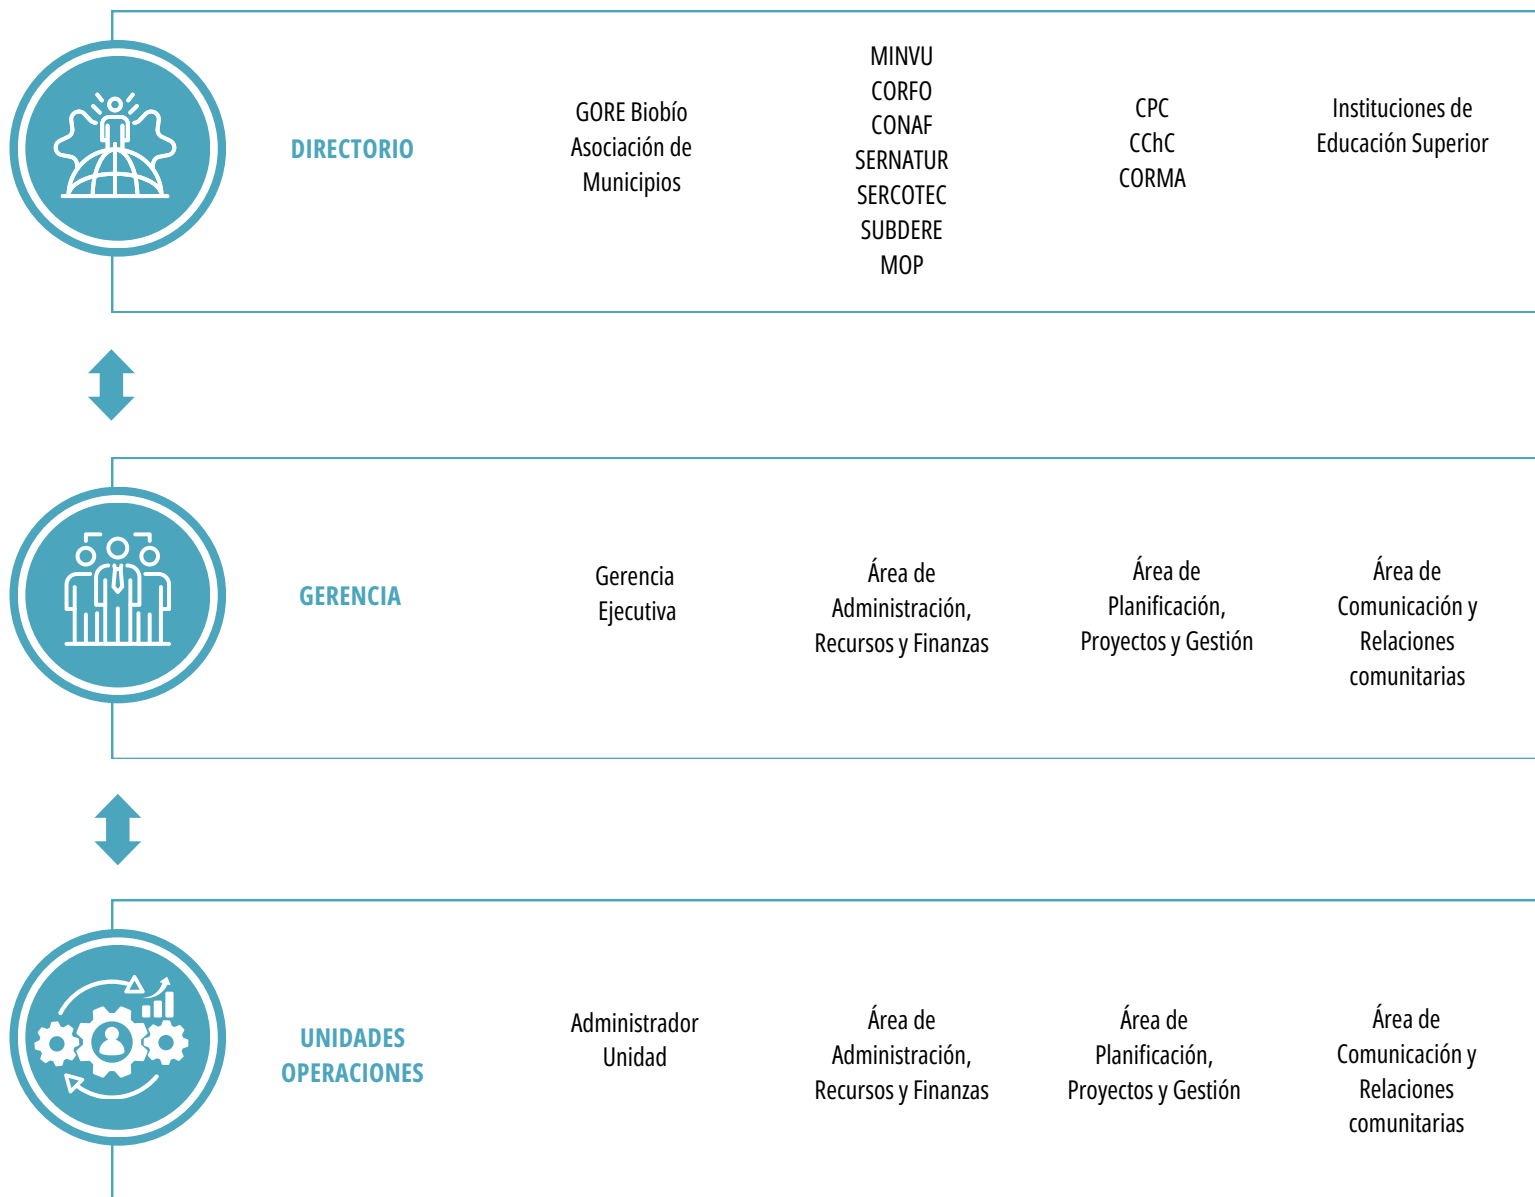 DIRECTORIO
GORE Biobío
Asociación de
Municipios
MINVU
CORFO
CONAF
SERNATUR
SERCOTEC
SUBDERE
MOP
CPC
CChC
CORMA
Instituciones de
Educación Superior
GERENCIA
Gerencia
Ejecutiva
Área de
Administración,
Recursos y Finanzas
Área de
Planificación,
Proyectos y Gestión
Área de
Comunicación y
Relaciones
comunitarias
UNIDADES
OPERACIONES
Administrador
Unidad
Área de
Administración,
Recursos y Finanzas
Área de
Planificación,
Proyectos y Gestión
Área de
Comunicación y
Relaciones
comunitarias